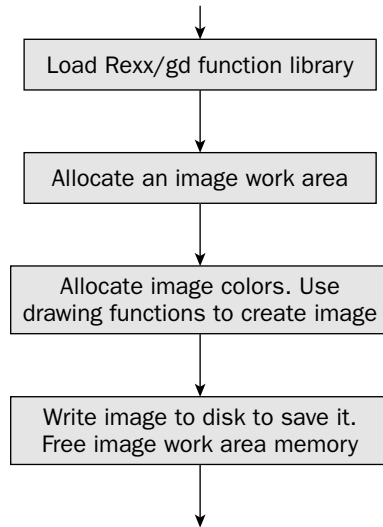 Load Rexx/gd function library
Allocate an image work area
Allocate image colors. Use
drawing functions to create image
Write image to disk to save it.
Free image work area memory